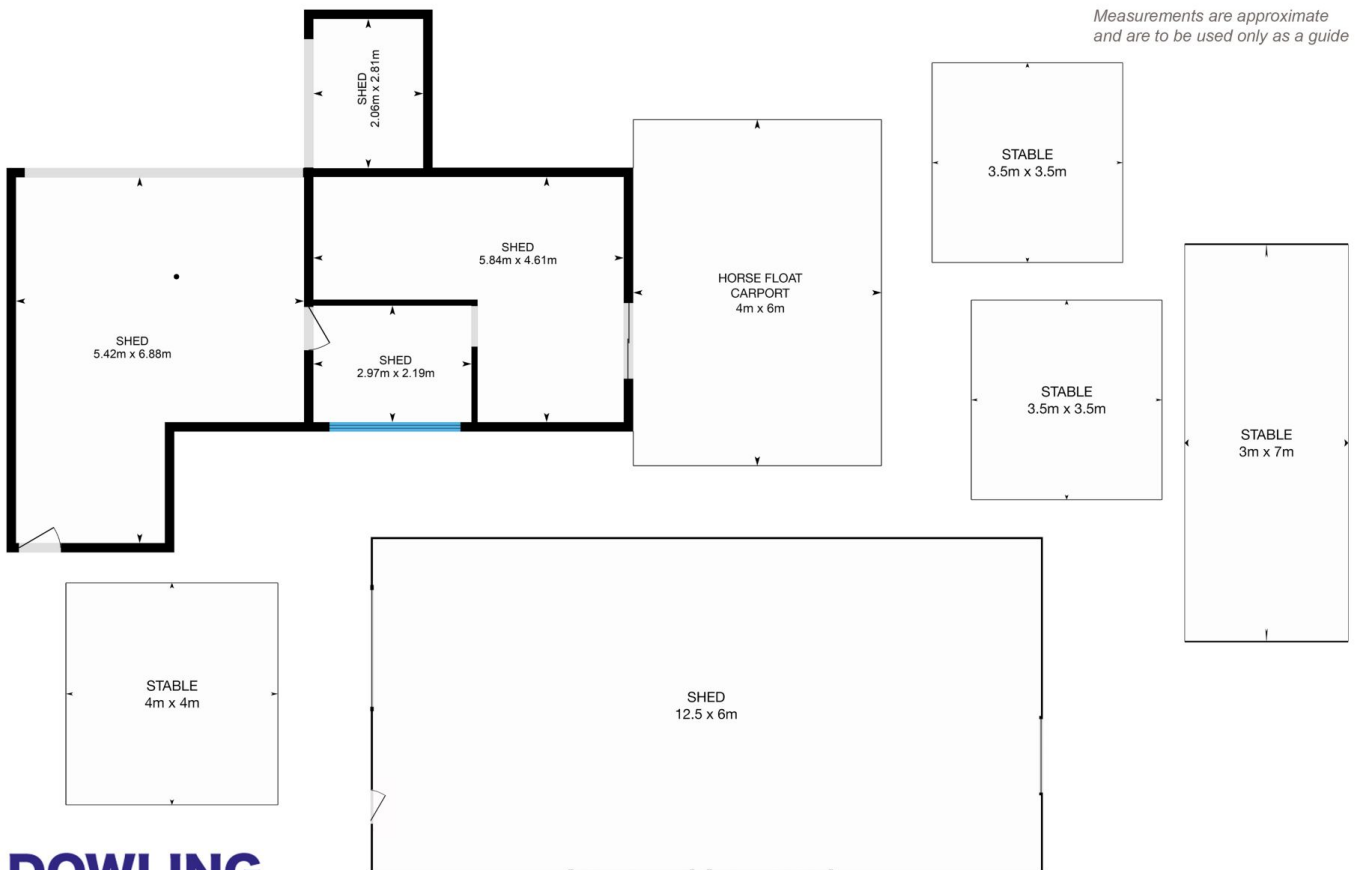 Measurements are approximate
and are to be used only as a guide
SHED
2.06m x 2.81m
STABLE
3.5m x 3.5m
SHED
5.84m x 4.61m
HORSE FLOAT
CARPORT
4m x 6m
SHED
5.42m x 6.88m
SHED
2.97m x 2.19m
STABLE
3.5m x 3.5m
STABLE
3m x 7m
STABLE
4m x 4m
SHED
12.5 x 6m
DOWLING